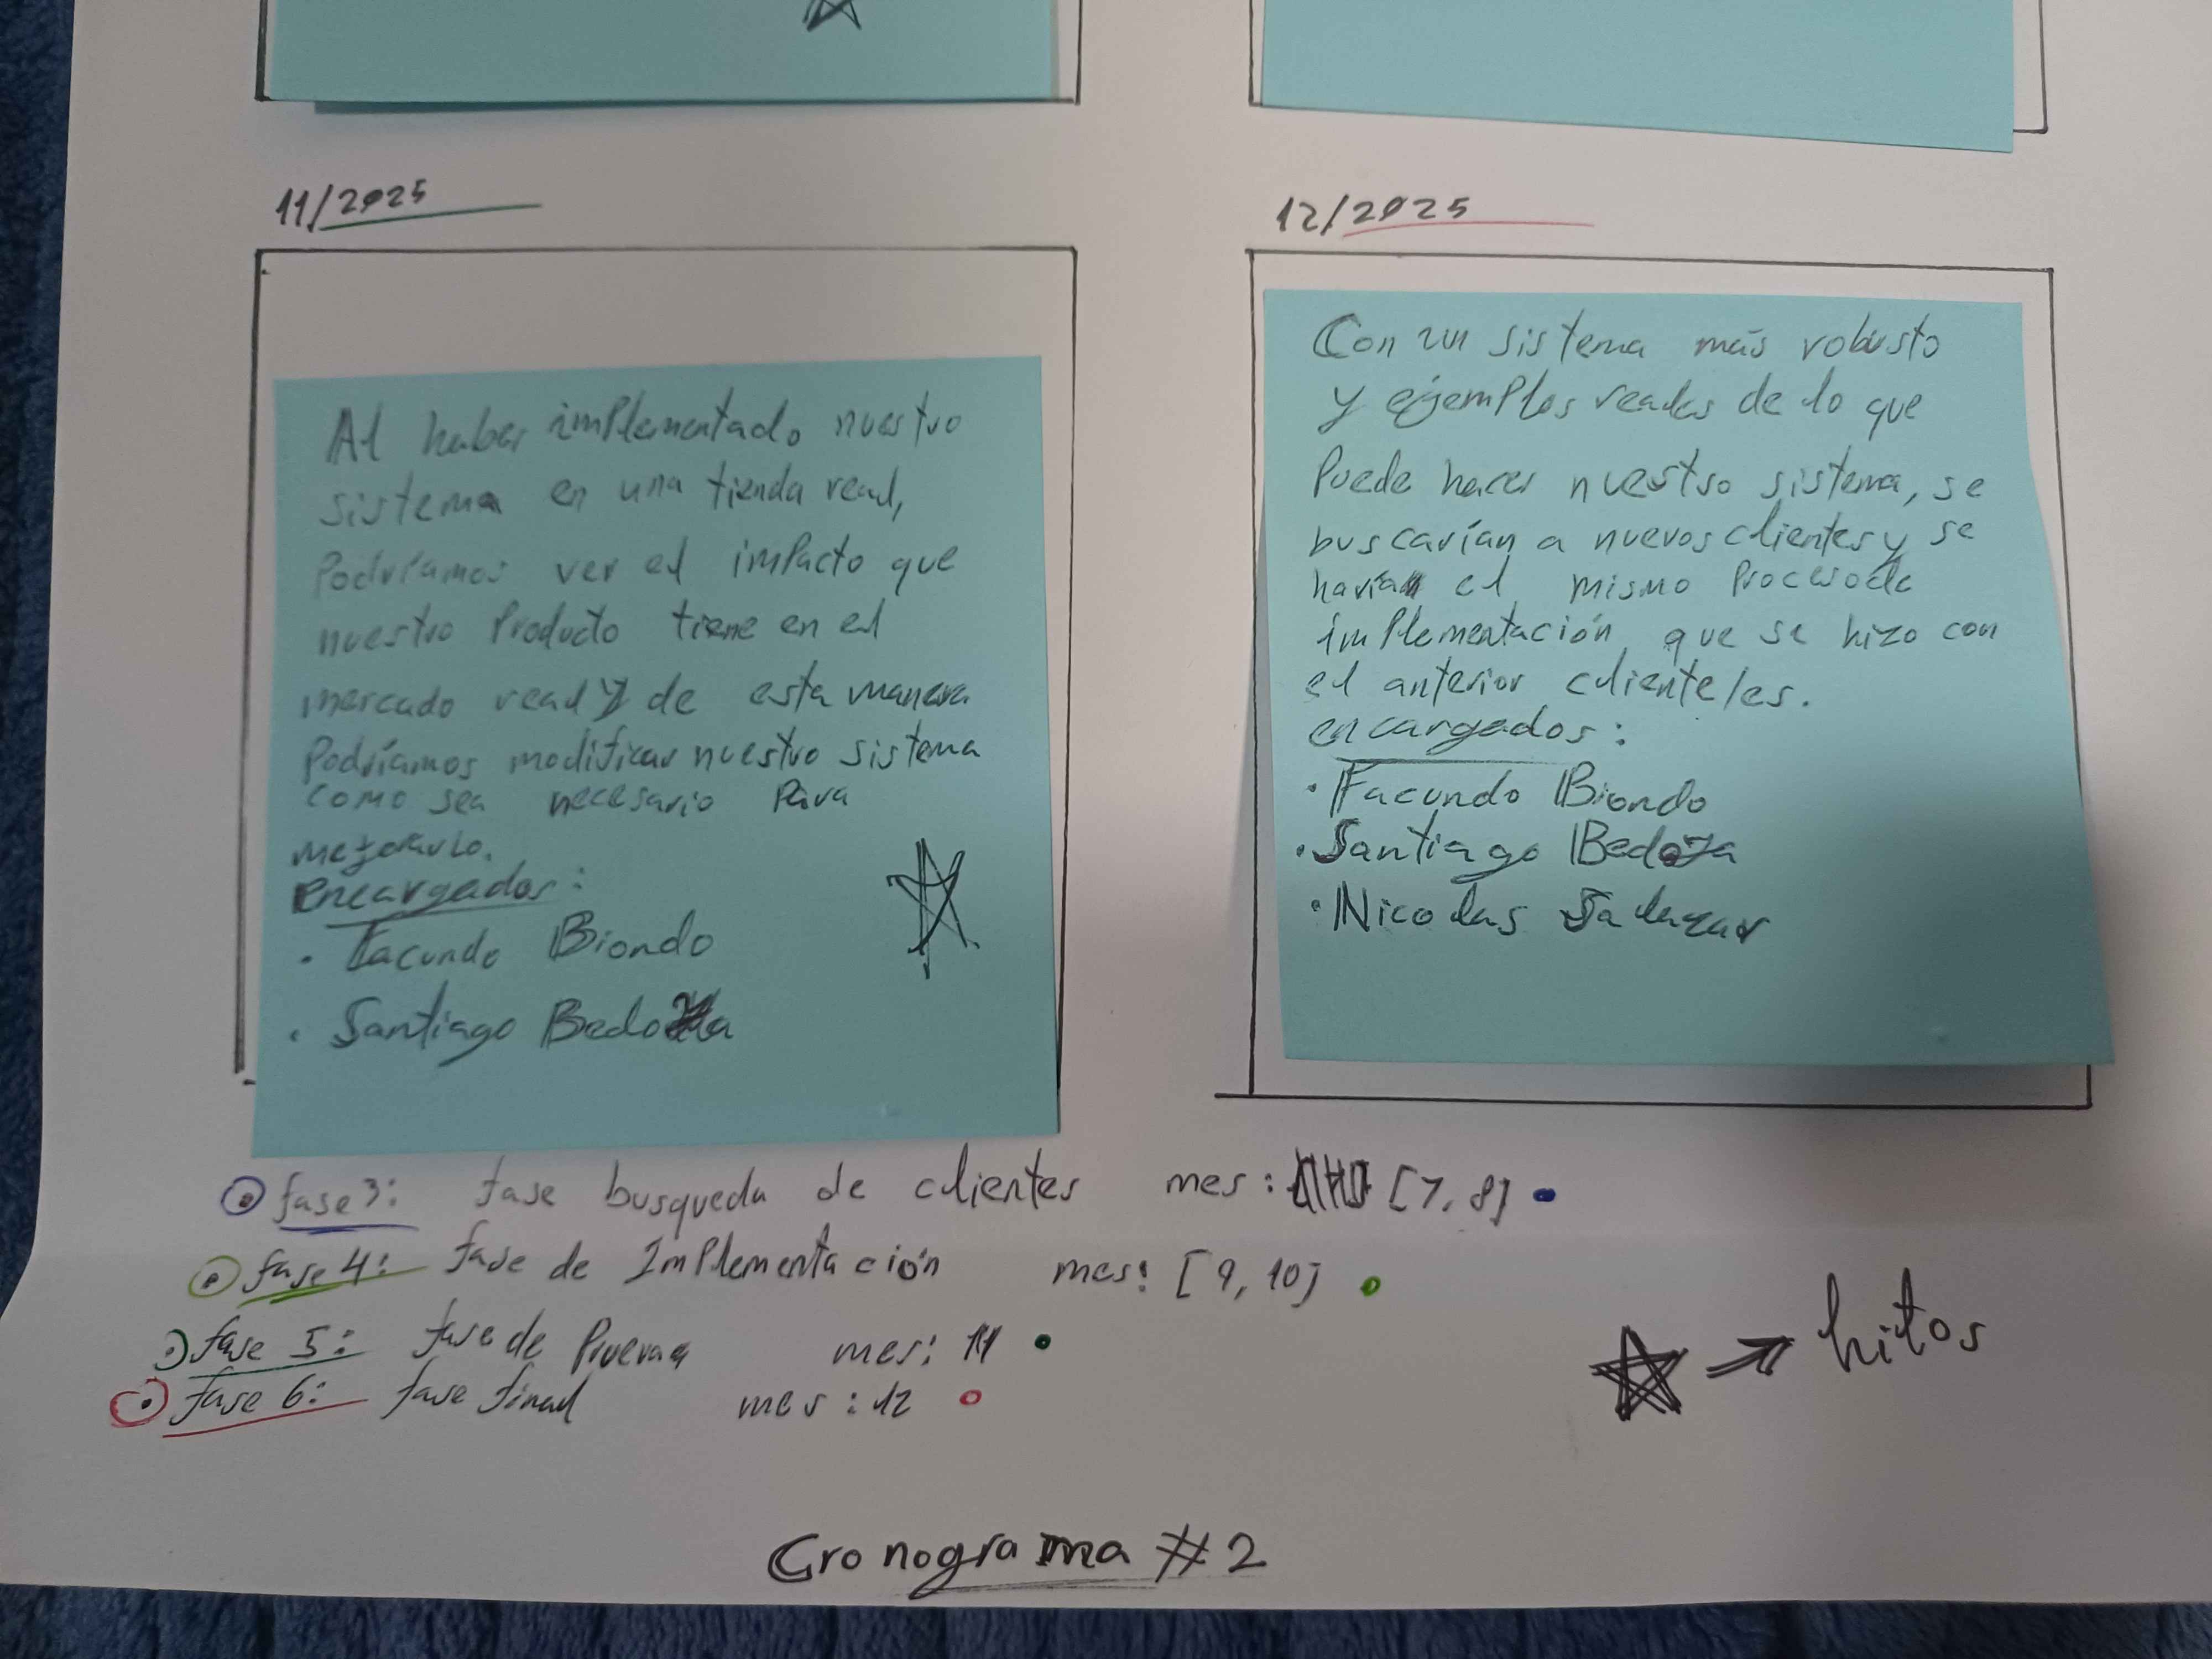 11/2025
Al haber implementado nuestro
sistema en una tienda real,
Podríamos ver el impacto que
nuestro Producto tiene en el
mercado real y de esta manera
Podríamos modificar nuestro sistema
como sea necesario Para
mejorarlo.
encargados:
· Facundo Biondo
· Santiago Bedoya
12/2025
Con un sistema más robusto
y ejemplos reales de lo que
Puede hacer nuestro sistema, se
buscarían a nuevos clientes y se
haría el mismo Proceso de
implementación que se hizo con
el anterior cliente/es.
encargados:
· Facundo Biondo
· Santiago Bedoya
· Nicolas Salazar
fase 3: fase busqueda de clientes mes: [7, 8]
fase 4: fase de Implementación mes: [9, 10]
fase 5: fase de Prueva mes: 11
fase 6: fase final mes: 12
hitos
Cronograma #2